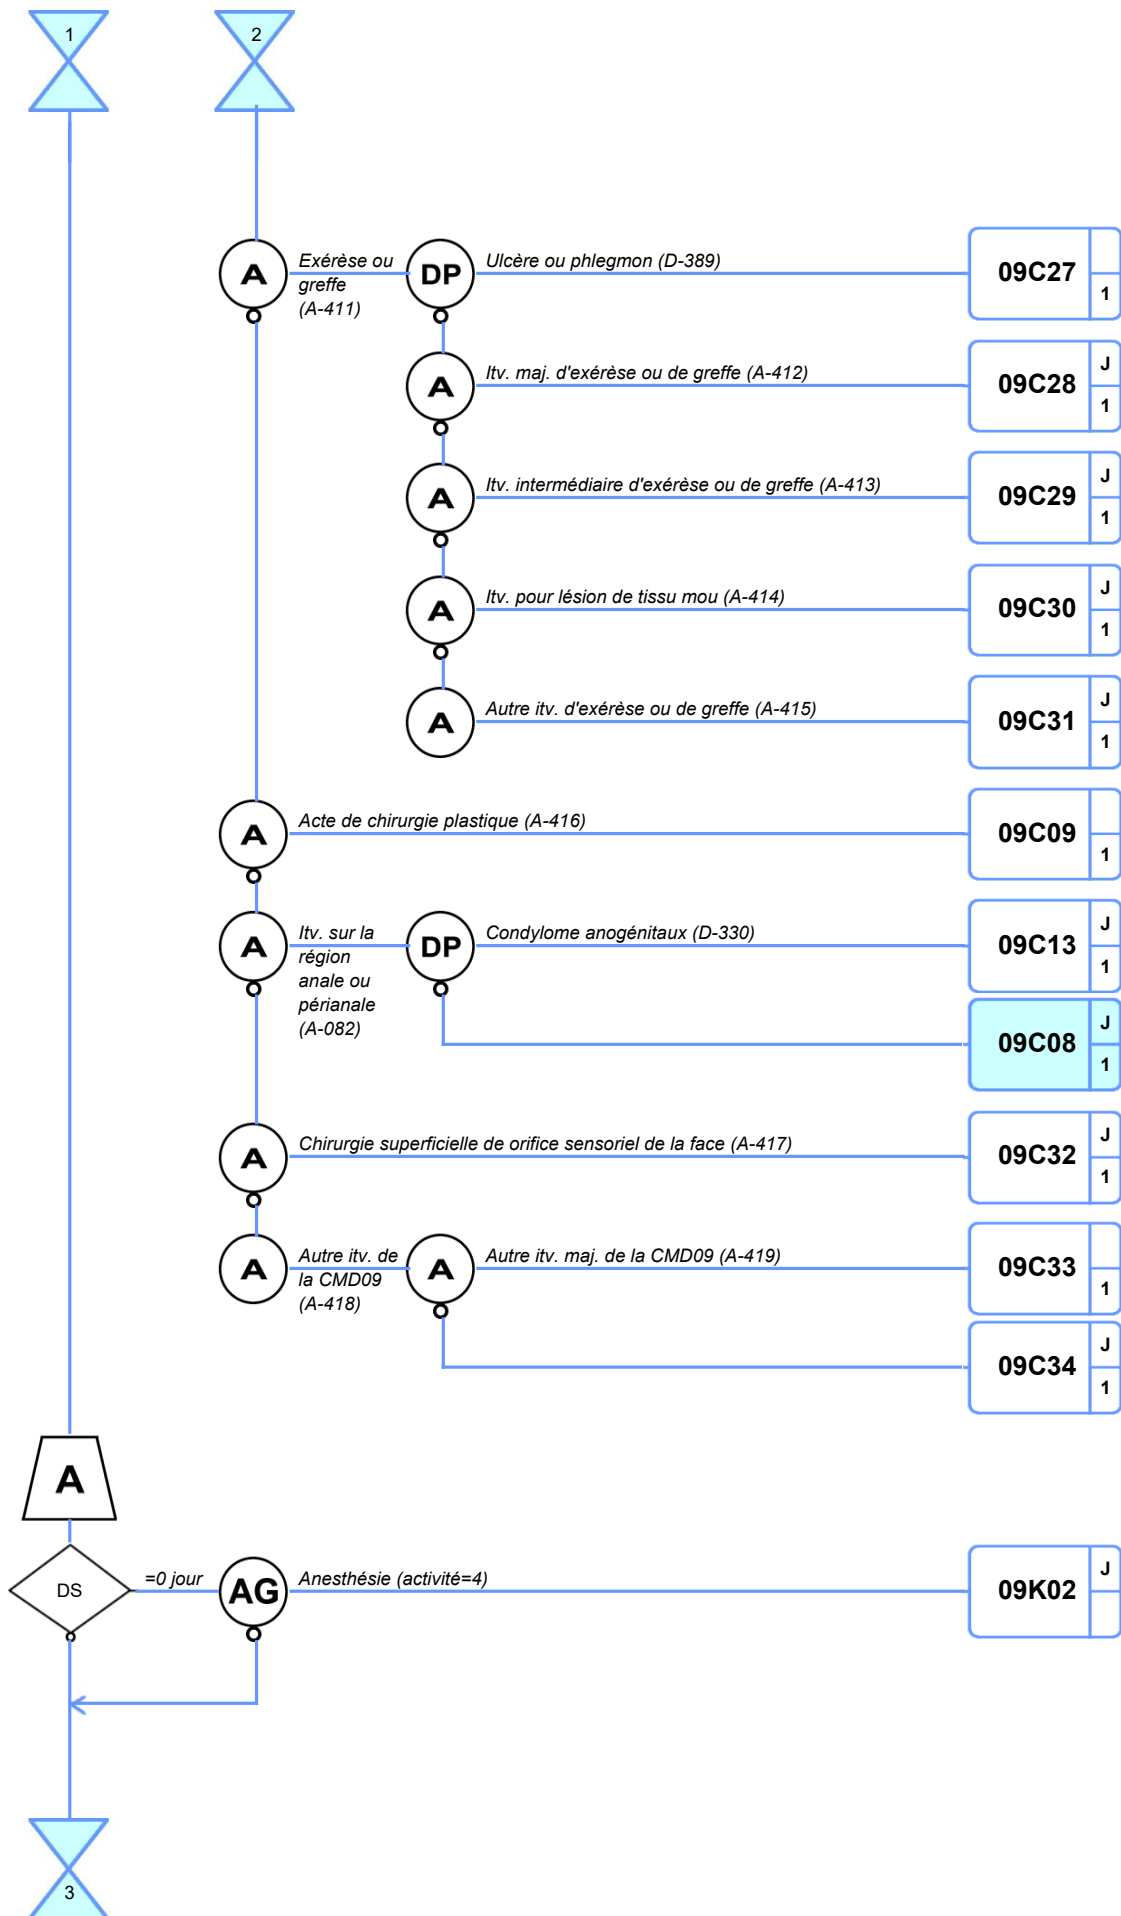 1
2
A
Exérèse ou
greffe
(A-411)
DP
Ulcère ou phlegmon (D-389)
09C27
1
A
Itv. maj. d'exérèse ou de greffe (A-412)
09C28
J
1
A
Itv. intermédiaire d'exérèse ou de greffe (A-413)
09C29
J
1
A
Itv. pour lésion de tissu mou (A-414)
09C30
J
1
A
Autre itv. d'exérèse ou de greffe (A-415)
09C31
J
1
A
Acte de chirurgie plastique (A-416)
09C09
1
A
Itv. sur la
région
anale ou
périanale
(A-082)
DP
Condylome anogénitaux (D-330)
09C13
J
1
09C08
J
1
A
Chirurgie superficielle de orifice sensoriel de la face (A-417)
09C32
J
1
A
Autre itv. de
la CMD09
(A-418)
A
Autre itv. maj. de la CMD09 (A-419)
09C33
1
09C34
J
1
A
DS
=0 jour
AG
Anesthésie (activité=4)
09K02
J
3